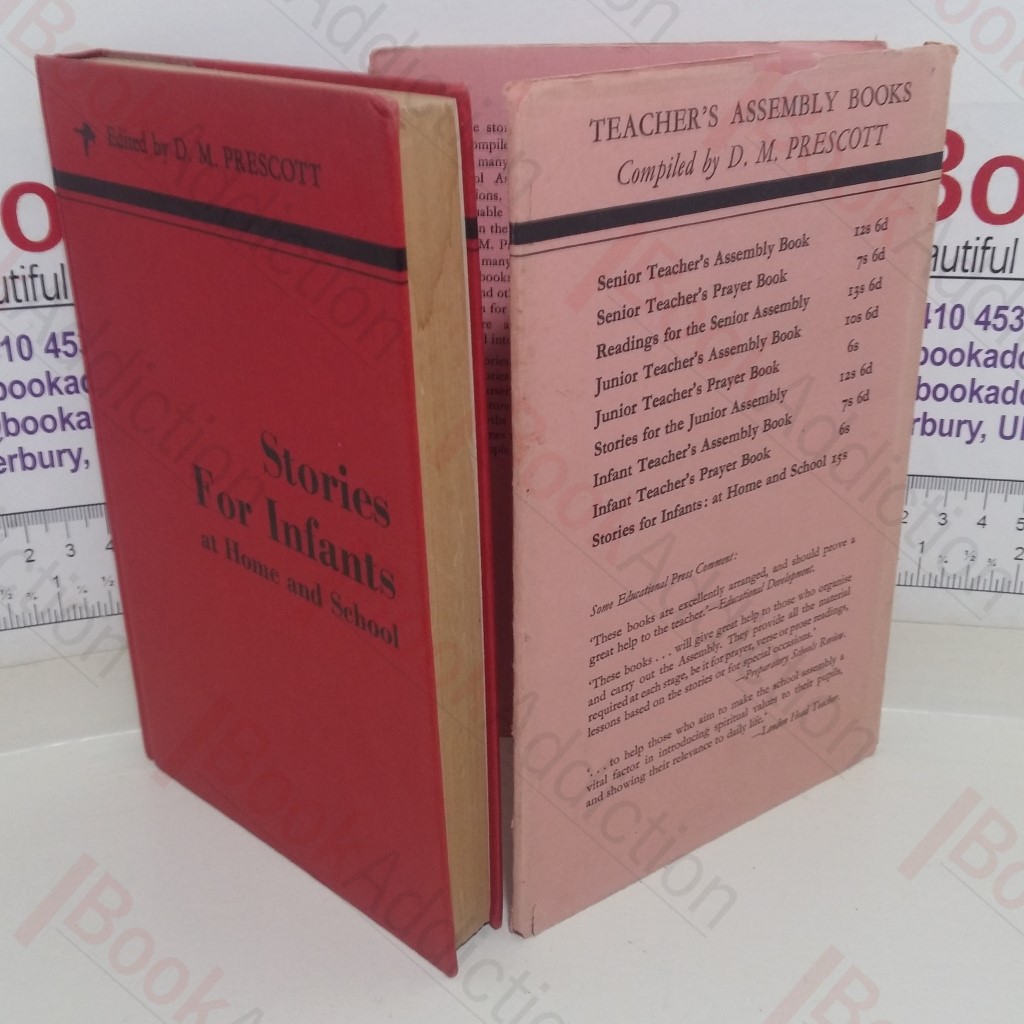 Edited by D. M. PRESCOTT
Stories
For Infants
at Home and School
TEACHER'S ASSEMBLY BOOKS
Compiled by D. M. PRESCOTT
Senior Teacher's Assembly Book 12s 6d
Senior Teacher's Prayer Book 7s 6d
Readings for the Senior Assembly 13s 6d
Junior Teacher's Assembly Book 10s 6d
Junior Teacher's Prayer Book 6s
Stories for the Junior Assembly 12s 6d
Infant Teacher's Assembly Book 7s 6d
Infant Teacher's Prayer Book 6s
Stories for Infants: at Home and School 15s
Some Educational Press Comment:
'These books are excellently arranged, and should prove a
great help to the teacher.'—Educational Development.
'These books . . . will give great help to those who organise
and carry out the Assembly. They provide all the material
required at each stage, be it for prayer, verse or prose readings,
lessons based on the stories or for special occasions.'
—Preparatory Schools Review.
'. . . to help those who aim to make the school assembly a
vital factor in introducing spiritual values to their pupils,
and showing their relevance to daily life.'
—London Head Teacher
BookAddiction